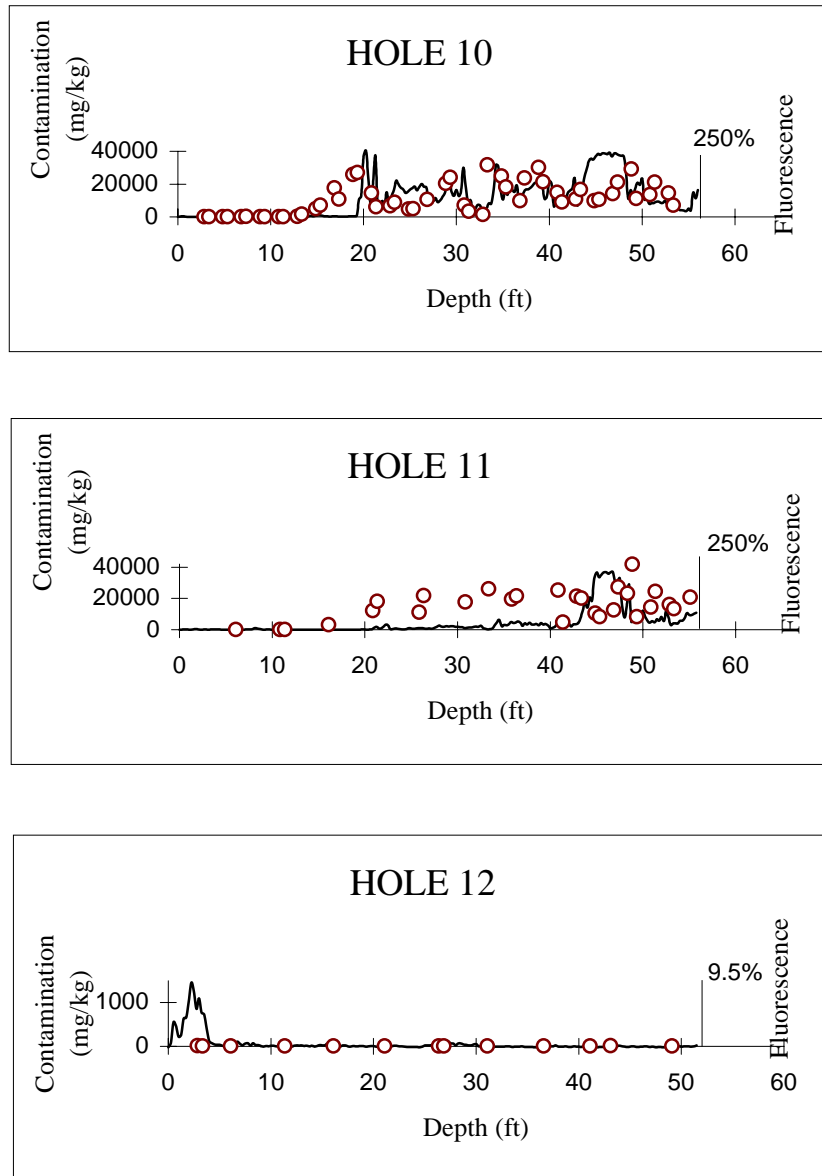 HOLE 10
Contamination
(mg/kg)
250%
Fluorescence
40000
20000
0
0 10 20 30 40 50 60
Depth (ft)
HOLE 11
Contamination
(mg/kg)
250%
Fluorescence
40000
20000
0
0 10 20 30 40 50 60
Depth (ft)
HOLE 12
Contamination
(mg/kg)
9.5%
Fluorescence
1000
0
0 10 20 30 40 50 60
Depth (ft)